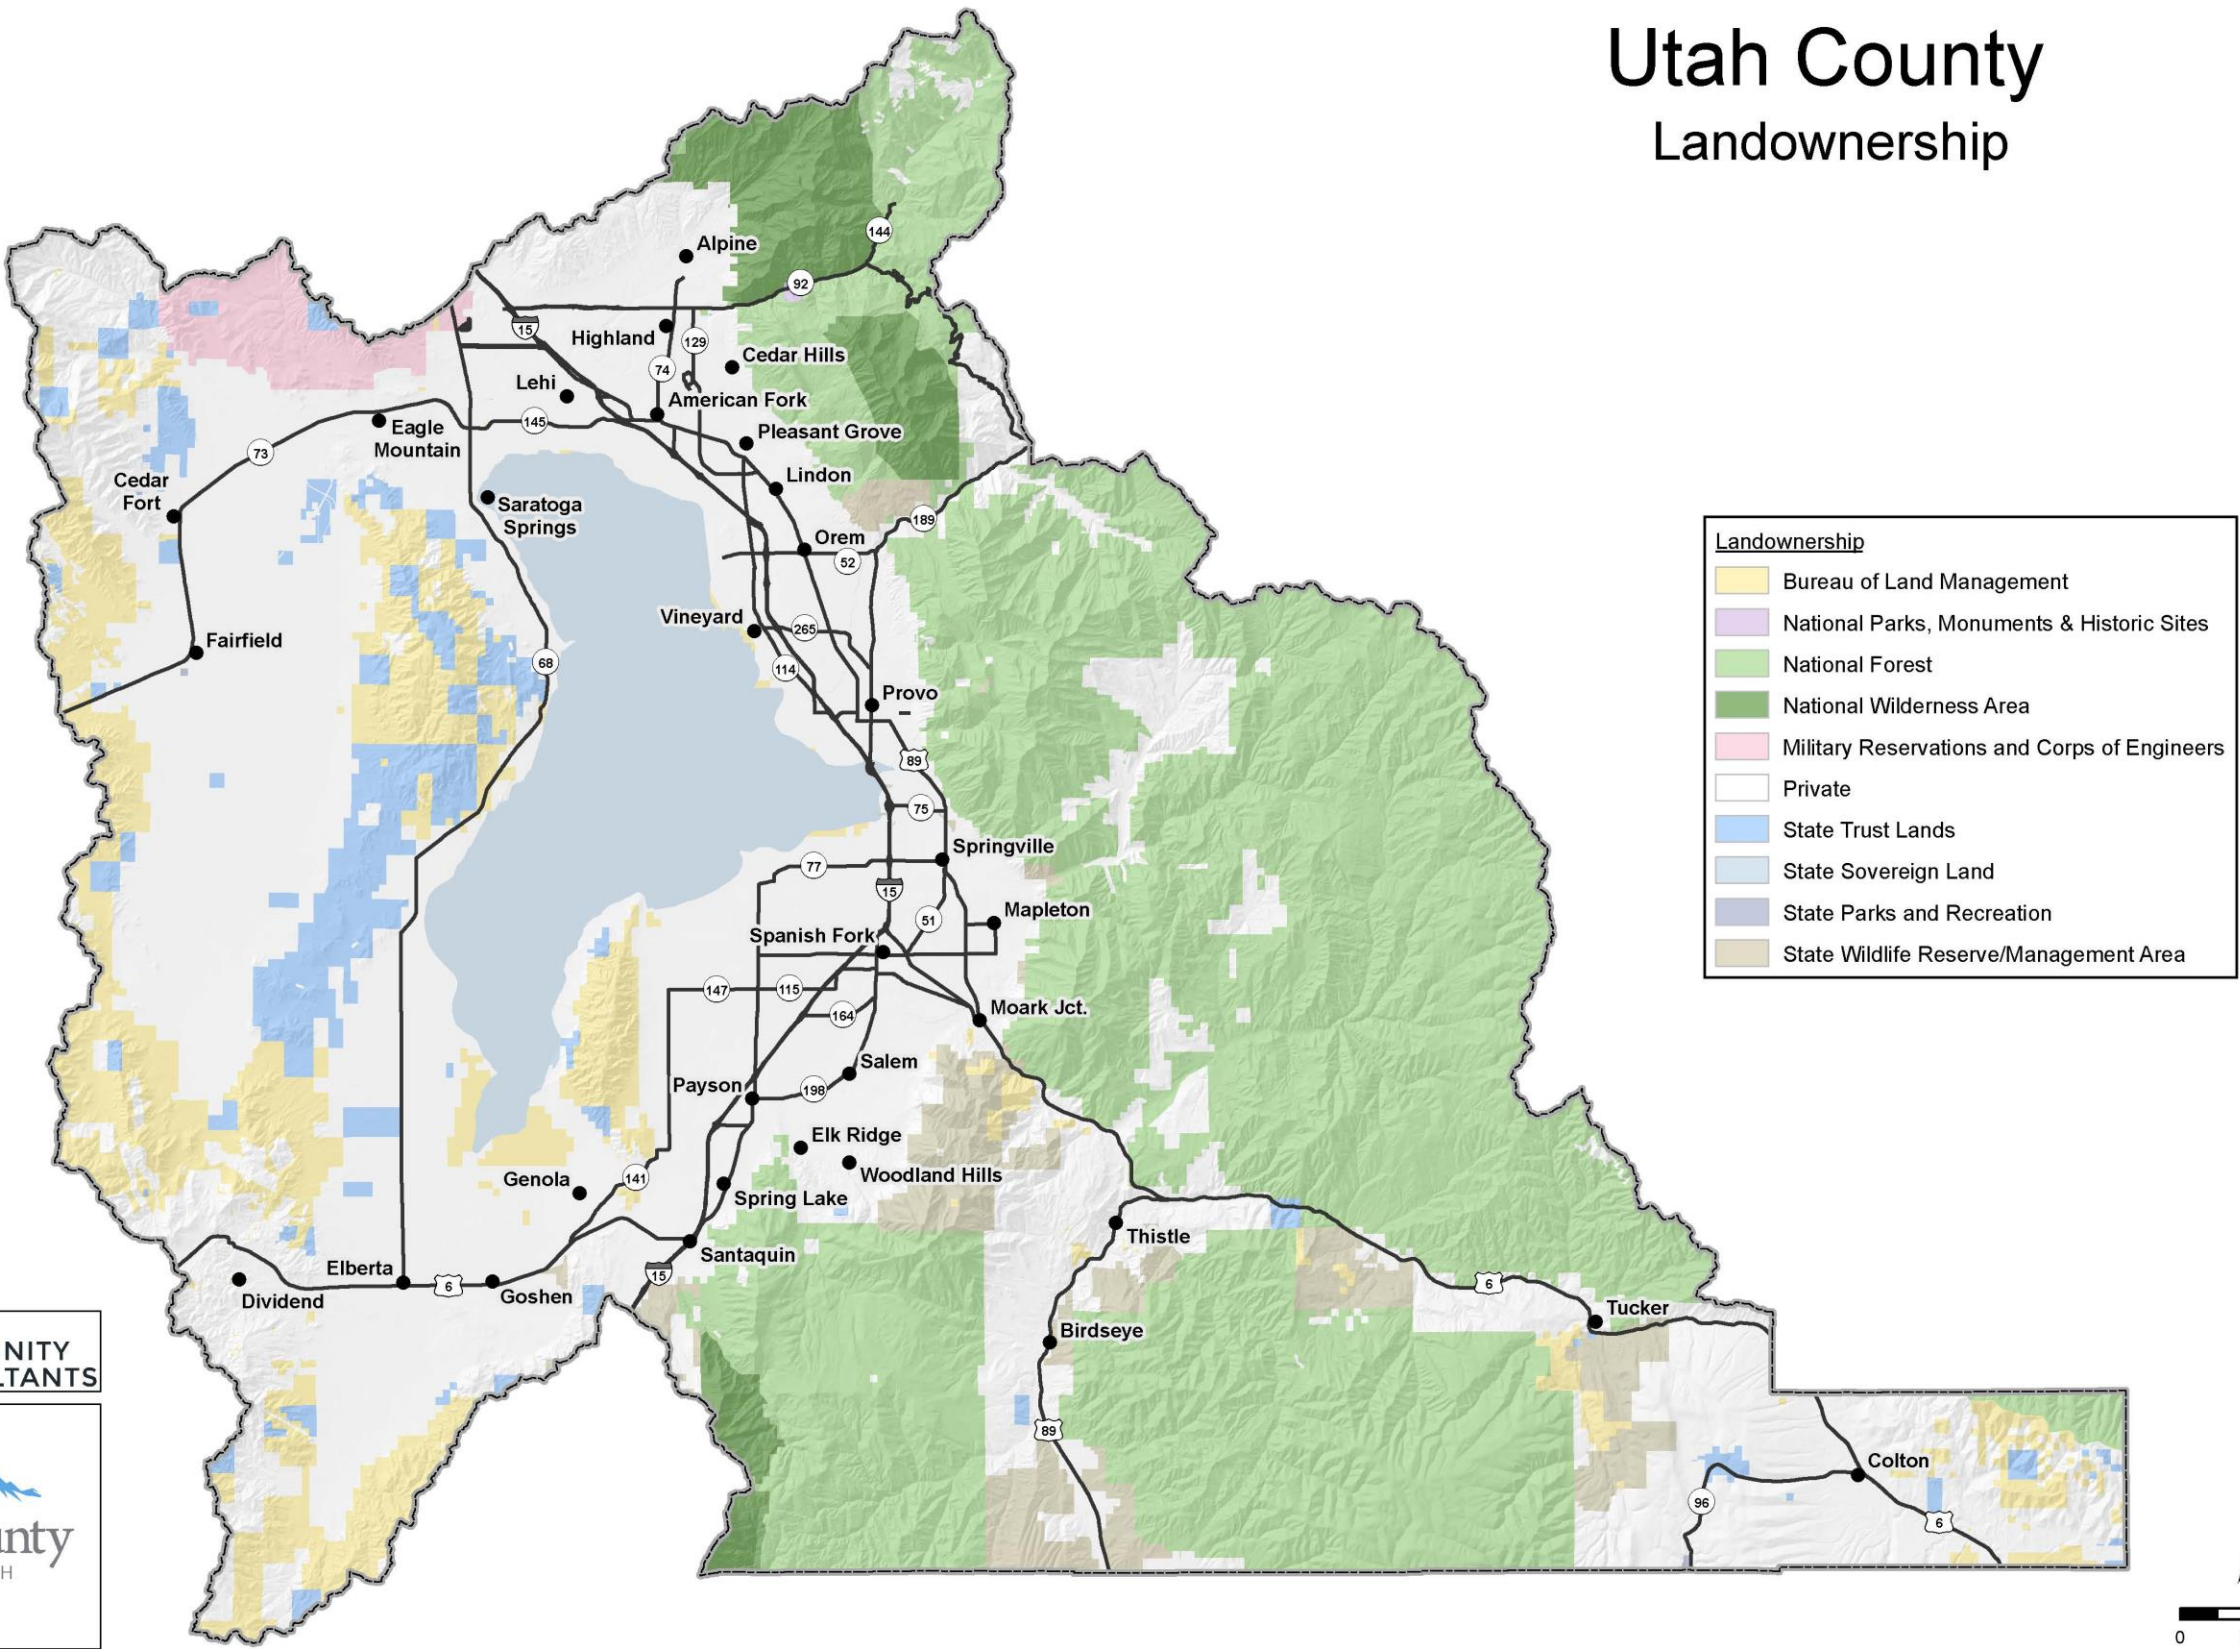 Utah County
Landownership
Alpine
144
92
15
Highland
129
Cedar Hills
74
Lehi
American Fork
145
Eagle
Mountain
Pleasant Grove
73
Cedar
Fort
Lindon
Saratoga
Springs
189
Orem
52
Vineyard
265
Fairfield
68
114
Provo
89
75
Springville
77
15
51
Mapleton
Spanish Fork
147
115
Moark Jct.
164
Salem
Payson
198
Elk Ridge
Woodland Hills
Genola
141
Spring Lake
Thistle
Santaquin
Elberta
15
6
6
Dividend
Goshen
Tucker
Birdseye
89
Colton
96
6
Landownership
Bureau of Land Management
National Parks, Monuments & Historic Sites
National Forest
National Wilderness Area
Military Reservations and Corps of Engineers
Private
State Trust Lands
State Sovereign Land
State Parks and Recreation
State Wildlife Reserve/Management Area
NITY
LTANTS
unty
H
0